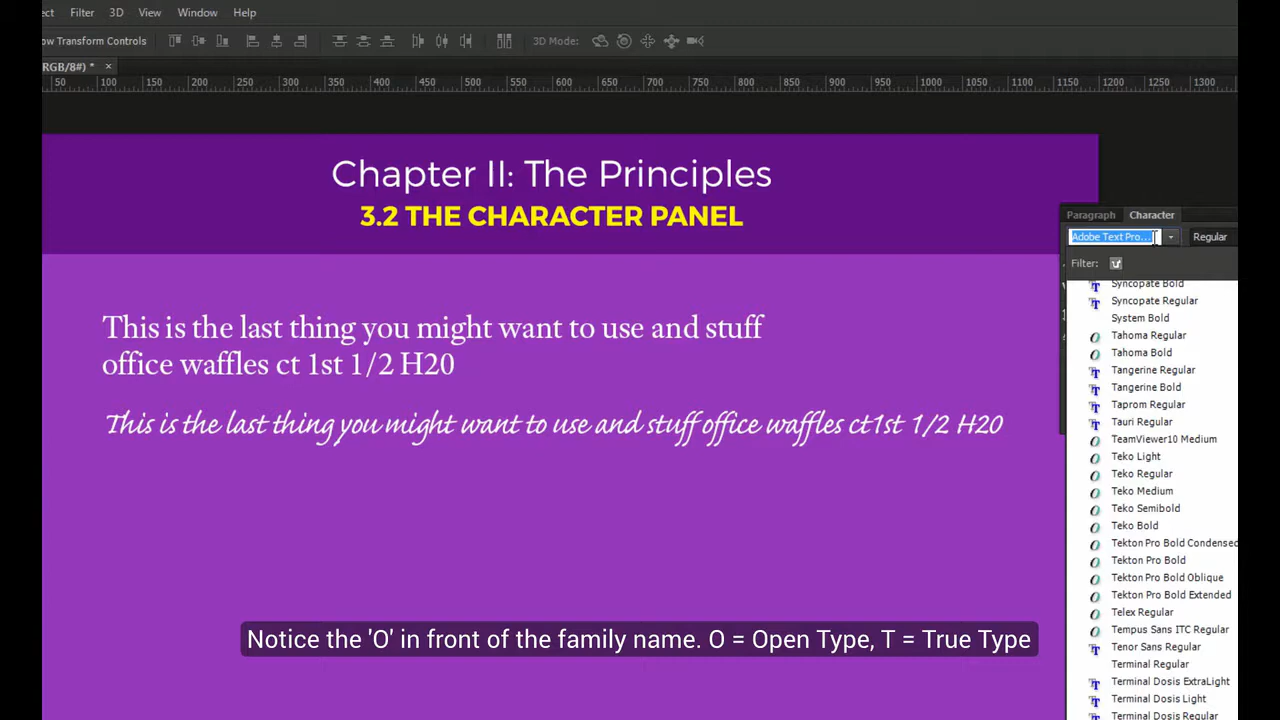 ect Filter 3D View Window Help
ow Transform Controls 3D Mode:
RGB/8#) * ×
50 100 150 200 250 300 350 400 450 500 550 600 650 700 750 800 850 900 950 1000 1050 1100 1150 1200 1250 1300
Chapter II: The Principles
3.2 THE CHARACTER PANEL
This is the last thing you might want to use and stuff
office waffles ct 1st 1/2 H20
This is the last thing you might want to use and stuff office waffles ct1st 1/2 H20
Paragraph Character
Adobe Text Pro... Regular
Filter:
Syncopate Bold
Syncopate Regular
System Bold
Tahoma Regular
Tahoma Bold
Tangerine Regular
Tangerine Bold
Taprom Regular
Tauri Regular
TeamViewer10 Medium
Teko Light
Teko Regular
Teko Medium
Teko Semibold
Teko Bold
Tekton Pro Bold Condensed
Tekton Pro Bold
Tekton Pro Bold Oblique
Tekton Pro Bold Extended
Telex Regular
Tempus Sans ITC Regular
Tenor Sans Regular
Terminal Regular
Terminal Dosis ExtraLight
Terminal Dosis Light
Terminal Dosis Regular
Notice the 'O' in front of the family name. O = Open Type, T = True Type